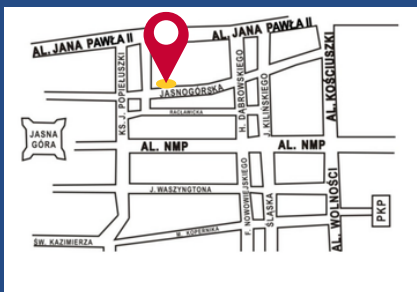 AL. JANA PAWŁA II
AL. JANA PAWŁA II
KS. J. POPIEŁUSZKI
JASNOGÓRSKA
RACŁAWICKA
H. DĄBROWSKIEGO
J. KILIŃSKIEGO
AL. KOŚCIUSZKI
JASNA
GÓRA
AL. NMP
AL. NMP
J. WASZYNGTONA
F. NOWOWIEJSKIEGO
ŚLĄSKA
AL. WOLNOŚCI
PKP
M. KOPERNIKA
ŚW. KAZIMIERZA